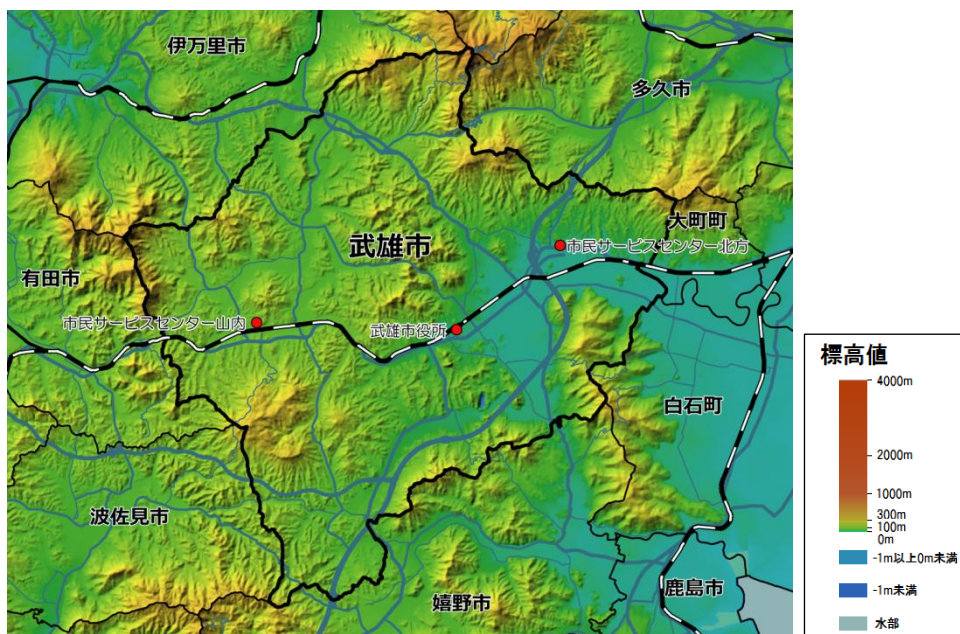 伊万里市
多久市
大町町
武雄市
市民サービスセンター北方
有田市
市民サービスセンター山内
武雄市役所
白石町
波佐見市
嬉野市
鹿島市
標高値
4000m
2000m
1000m
300m
100m
0m
-1m以上0m未満
-1m未満
水部